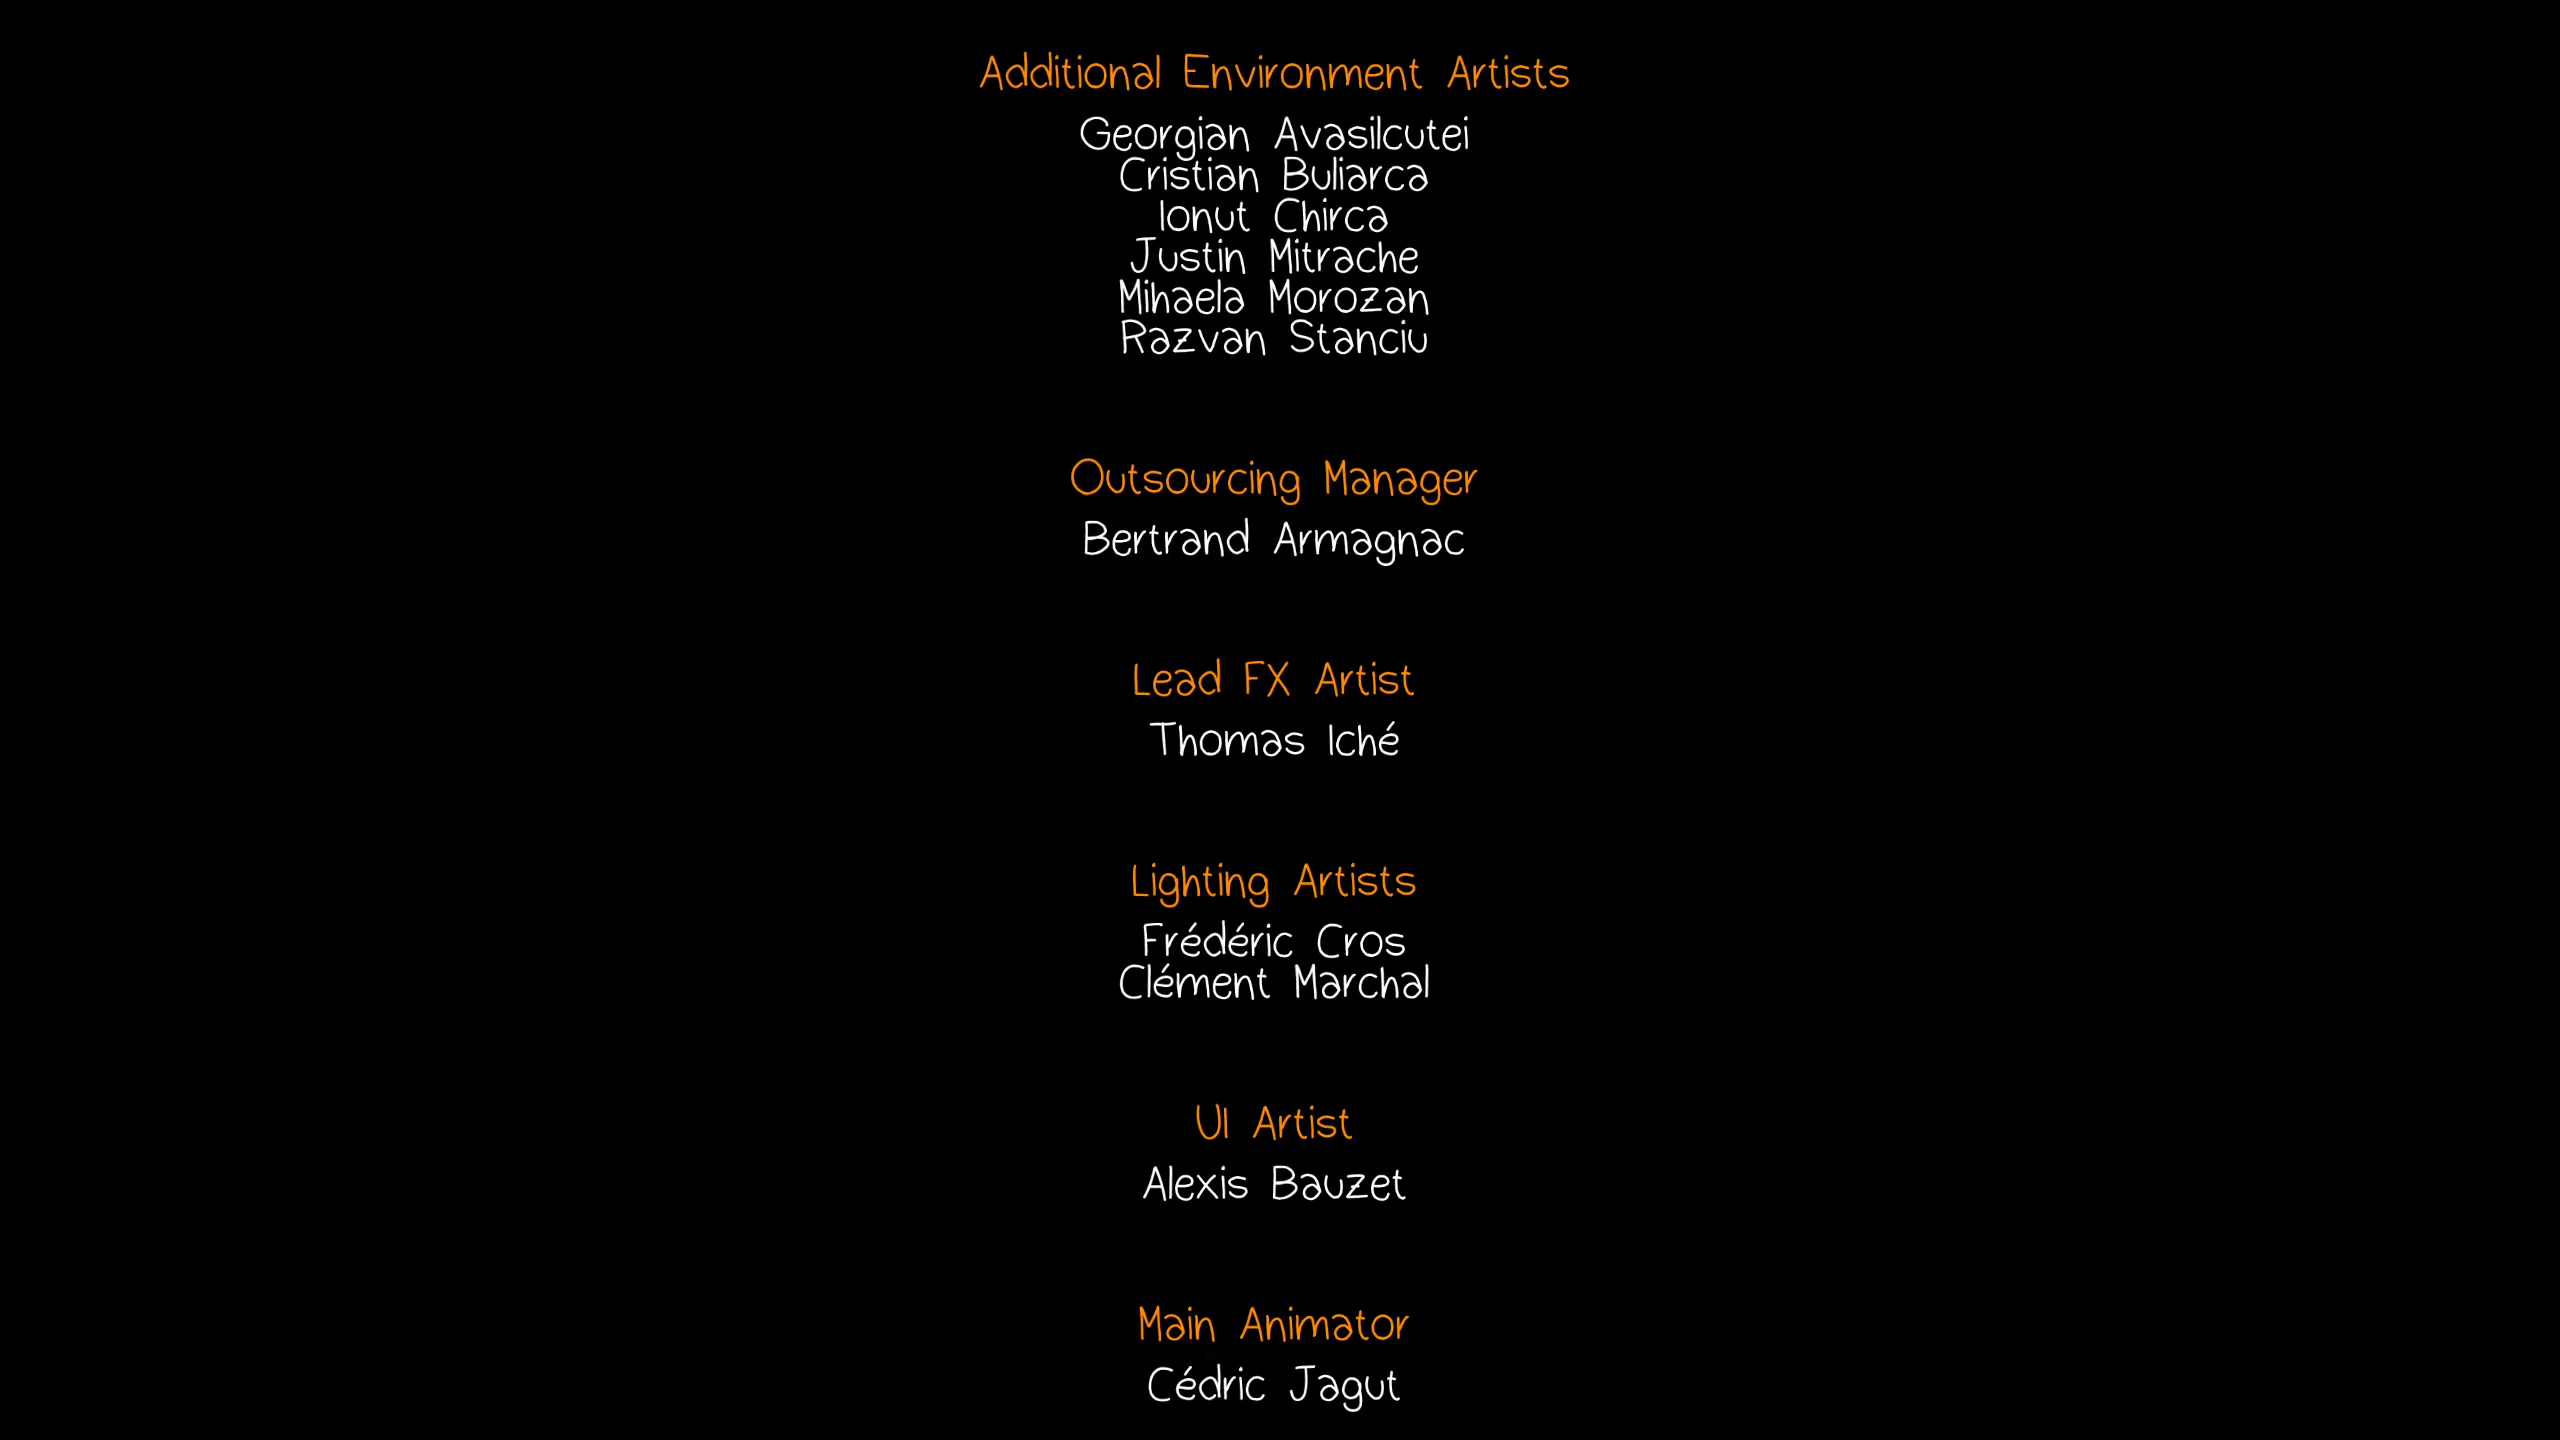 Additional Environment Artists
Georgian Avasilcutei
Cristian Buliarca
Ionut Chirca
Justin Mitrache
Mihaela Morozan
Razvan Stanciu
Outsourcing Manager
Bertrand Armagnac
Lead FX Artist
Thomas Iché
Lighting Artists
Frédéric Cros
Clément Marchal
UI Artist
Alexis Bauzet
Main Animator
Cédric Jagut